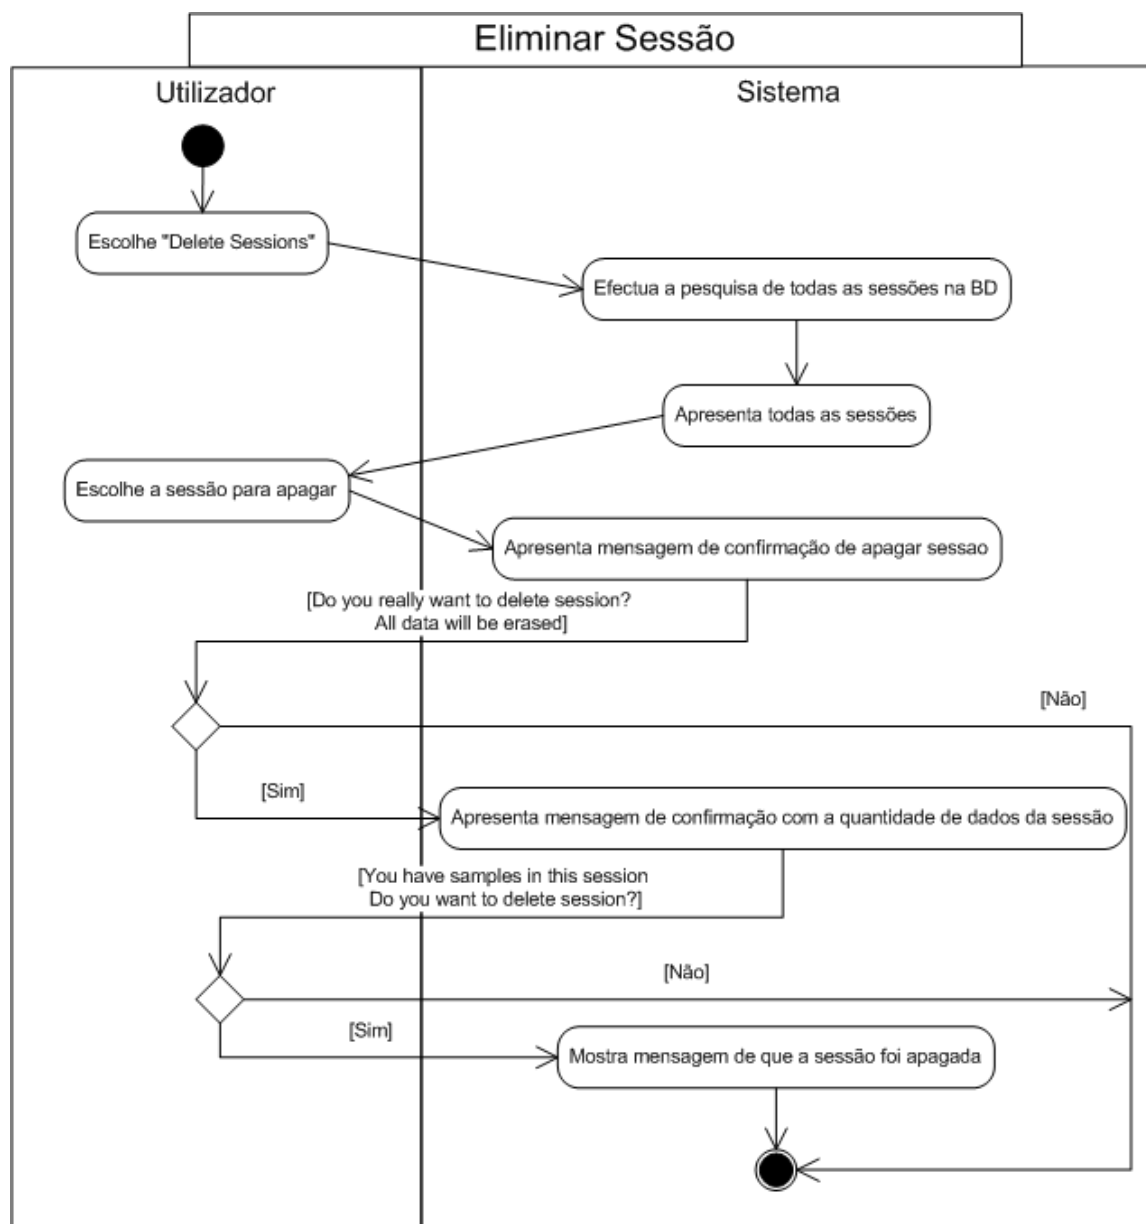 Eliminar Sessão
Utilizador
Sistema
Escolhe "Delete Sessions"
Efectua a pesquisa de todas as sessões na BD
Apresenta todas as sessões
Escolhe a sessão para apagar
Apresenta mensagem de confirmação de apagar sessao
[Do you really want to delete session?
All data will be erased]
[Não]
[Sim]
Apresenta mensagem de confirmação com a quantidade de dados da sessão
[You have samples in this session
Do you want to delete session?]
[Não]
[Sim]
Mostra mensagem de que a sessão foi apagada